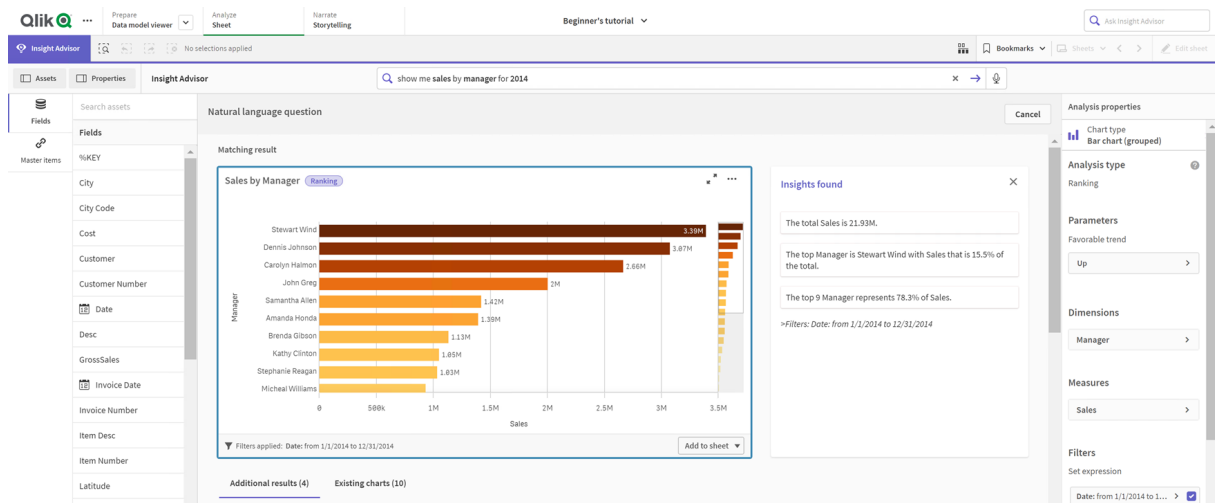 Qlik
Prepare
Data model viewer
Analyze
Sheet
Narrate
Storytelling
Beginner's tutorial
Ask Insight Advisor
Insight Advisor
No selections applied
Bookmarks
Sheets
Edit sheet
Assets
Properties
Insight Advisor
show me sales by manager for 2014
Fields
Master items
Search assets
Fields
%KEY
City
City Code
Cost
Customer
Customer Number
Date
Desc
GrossSales
Invoice Date
Invoice Number
Item Desc
Item Number
Latitude
Natural language question
Cancel
Matching result
Sales by Manager
Ranking
Manager
Stewart Wind
3.39M
Dennis Johnson
3.07M
Carolyn Halmon
2.66M
John Greg
2M
Samantha Allen
1.42M
Amanda Honda
1.39M
Brenda Gibson
1.13M
Kathy Clinton
1.05M
Stephanie Reagan
1.03M
Micheal Williams
0 500k 1M 1.5M 2M 2.5M 3M 3.5M
Sales
Filters applied: Date: from 1/1/2014 to 12/31/2014
Add to sheet
Additional results (4)
Existing charts (10)
Insights found
The total Sales is 21.93M.
The top Manager is Stewart Wind with Sales that is 15.5% of
the total.
The top 9 Manager represents 78.3% of Sales.
>Filters: Date: from 1/1/2014 to 12/31/2014
Analysis properties
Chart type
Bar chart (grouped)
Analysis type
Ranking
Parameters
Favorable trend
Up
Dimensions
Manager
Measures
Sales
Filters
Set expression
Date: from 1/1/2014 to 1...